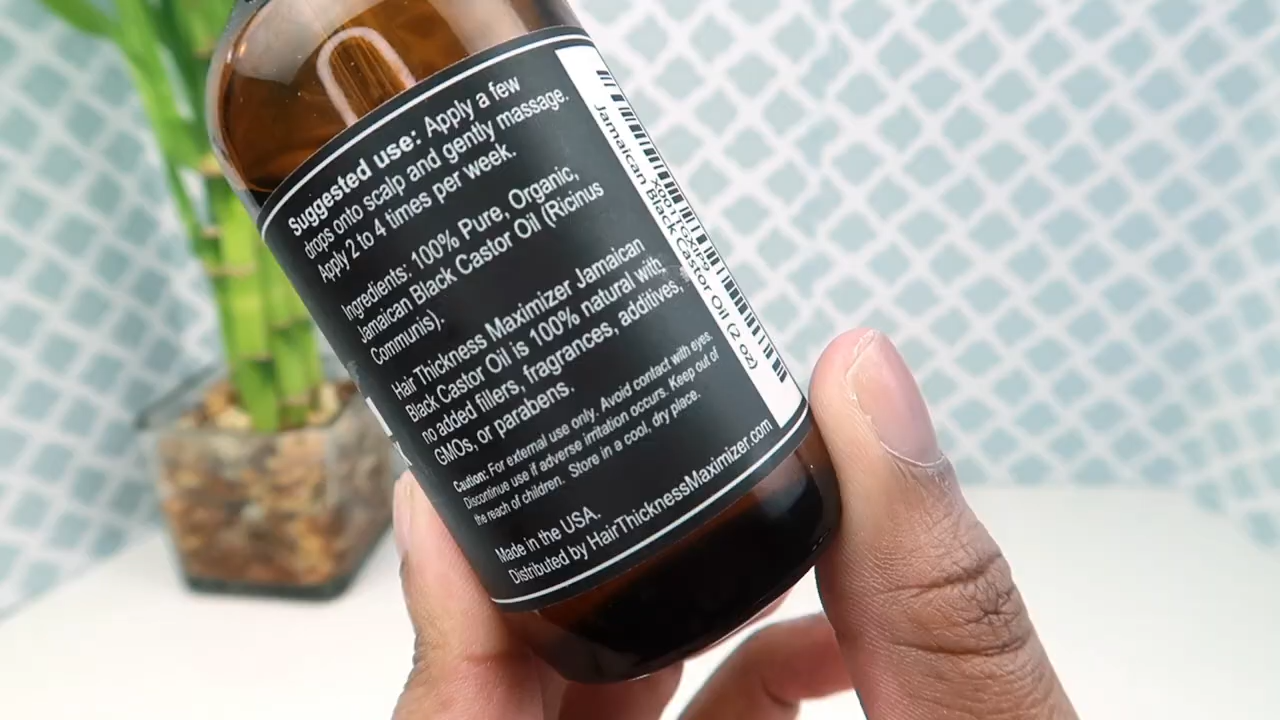 Suggested use: Apply a few
drops onto scalp and gently massage.
Apply 2 to 4 times per week.
Ingredients: 100% Pure, Organic,
Jamaican Black Castor Oil (Ricinus
Communis).
Hair Thickness Maximizer Jamaican
Black Castor Oil is 100% natural with
no added fillers, fragrances, additives,
GMOs, or parabens.
Caution: For external use only. Avoid contact with eyes.
Discontinue use if adverse irritation occurs. Keep out of
the reach of children. Store in a cool, dry place.
Made in the USA.
Distributed by HairThicknessMaximizer.com
Jamaican Black Castor Oil (2 oz)